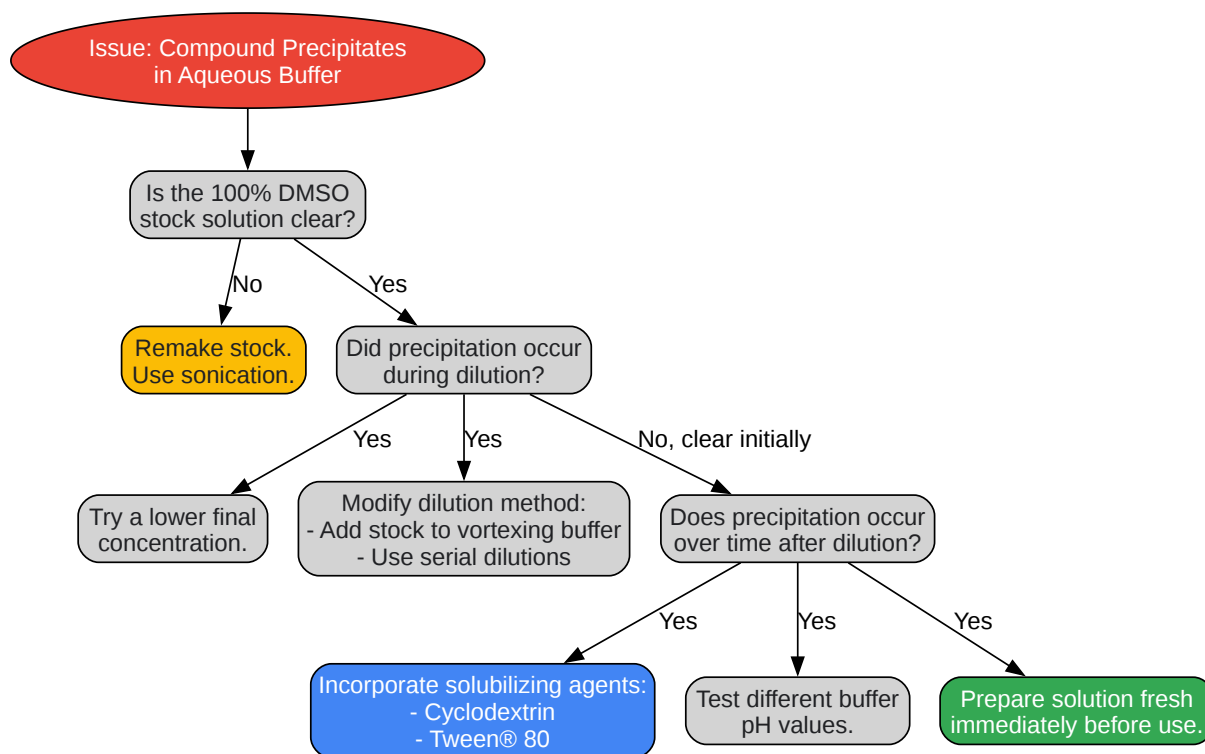 Issue: Compound Precipitates
in Aqueous Buffer
Is the 100% DMSO
stock solution clear?
No
Yes
Remake stock.
Use sonication.
Did precipitation occur
during dilution?
Yes
Yes
No, clear initially
Try a lower final
concentration.
Modify dilution method:
- Add stock to vortexing buffer
- Use serial dilutions
Does precipitation occur
over time after dilution?
Yes
Yes
Yes
Incorporate solubilizing agents:
- Cyclodextrin
- Tween® 80
Test different buffer
pH values.
Prepare solution fresh
immediately before use.